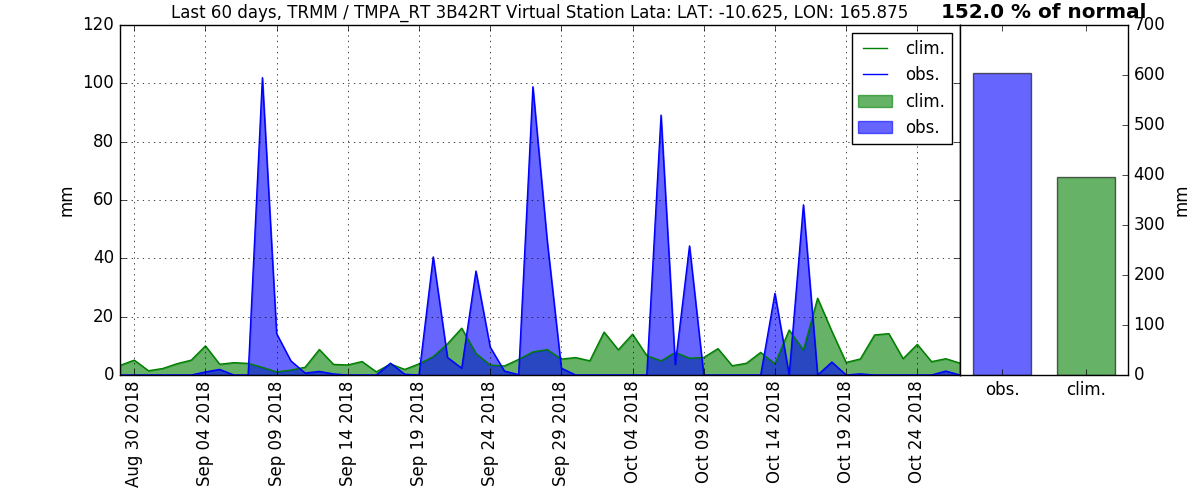 Last 60 days, TRMM / TMPA_RT 3B42RT Virtual Station Lata: LAT: -10.625, LON: 165.875
152.0 % of normal
120
100
80
60
40
20
0
mm
clim.
obs.
clim.
obs.
Aug 30 2018
Sep 04 2018
Sep 09 2018
Sep 14 2018
Sep 19 2018
Sep 24 2018
Sep 29 2018
Oct 04 2018
Oct 09 2018
Oct 14 2018
Oct 19 2018
Oct 24 2018
700
600
500
400
300
200
100
0
mm
obs.
clim.